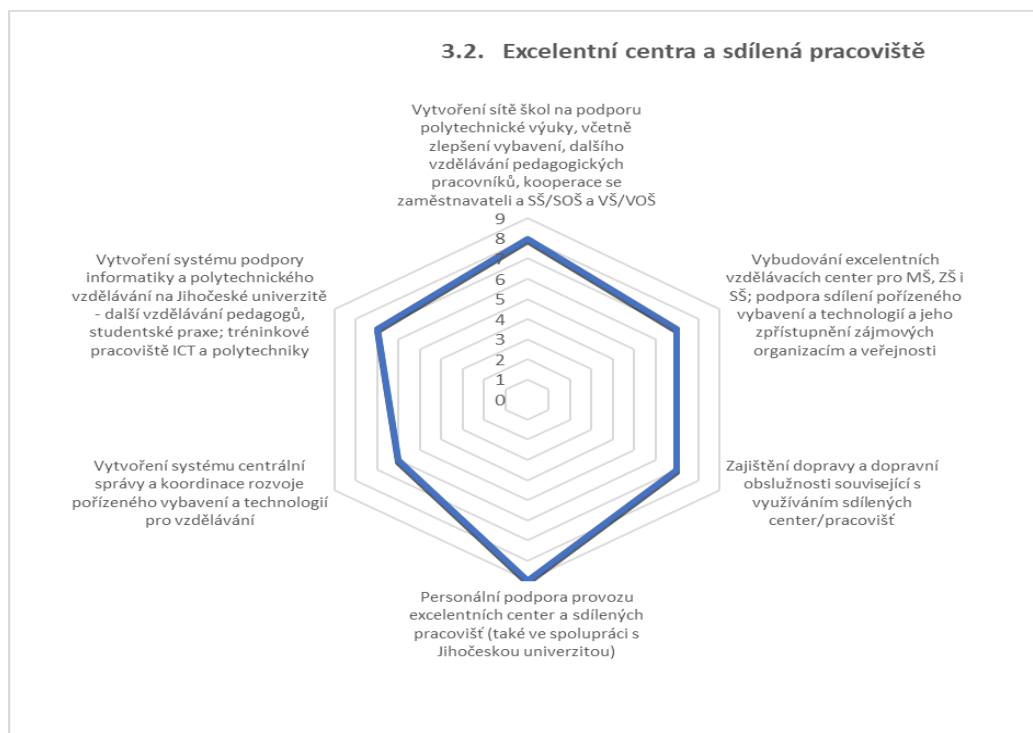 3.2. Excelentní centra a sdílená pracoviště
Vytvoření sítě škol na podporu
polytechnické výuky, včetně
zlepšení vybavení, dalšího
vzdělávání pedagogických
pracovníků, kooperace se
zaměstnavateli a SŠ/SOŠ a VŠ/VOŠ
Vybudování excelentních
vzdělávacích center pro MŠ, ZŠ i
SŠ; podpora sdílení pořízeného
vybavení a technologií a jeho
zpřístupnění zájmových
organizacím a veřejnosti
Zajištění dopravy a dopravní
obslužnosti související s
využíváním sdílených
center/pracovišť
Personální podpora provozu
excelentních center a sdílených
pracovišť (také ve spolupráci s
Jihočeskou univerzitou)
Vytvoření systému centrální
správy a koordinace rozvoje
pořízeného vybavení a technologií
pro vzdělávání
Vytvoření systému podpory
informatiky a polytechnického
vzdělávání na Jihočeské univerzitě
- další vzdělávání pedagogů,
studentské praxe; tréninkové
pracoviště ICT a polytechniky
9
8
7
6
5
4
3
2
1
0